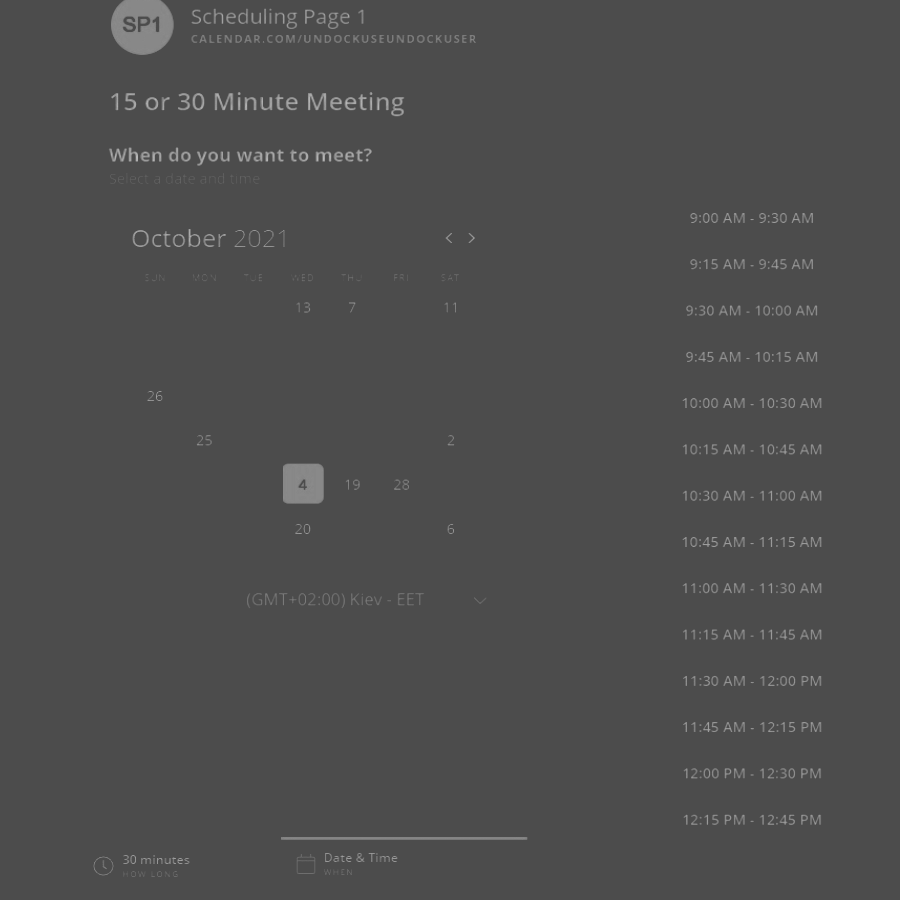 SP1
Scheduling Page 1
CALENDAR.COM/UNDOCKUSEUNDOCKUSER
15 or 30 Minute Meeting
When do you want to meet?
Select a date and time
October 2021
SUN MON TUE WED THU FRI SAT
13 7 11
26
25 2
4 19 28
20 6
(GMT+02:00) Kiev - EET
9:00 AM - 9:30 AM
9:15 AM - 9:45 AM
9:30 AM - 10:00 AM
9:45 AM - 10:15 AM
10:00 AM - 10:30 AM
10:15 AM - 10:45 AM
10:30 AM - 11:00 AM
10:45 AM - 11:15 AM
11:00 AM - 11:30 AM
11:15 AM - 11:45 AM
11:30 AM - 12:00 PM
11:45 AM - 12:15 PM
12:00 PM - 12:30 PM
12:15 PM - 12:45 PM
30 minutes
HOW LONG
Date & Time
WHEN